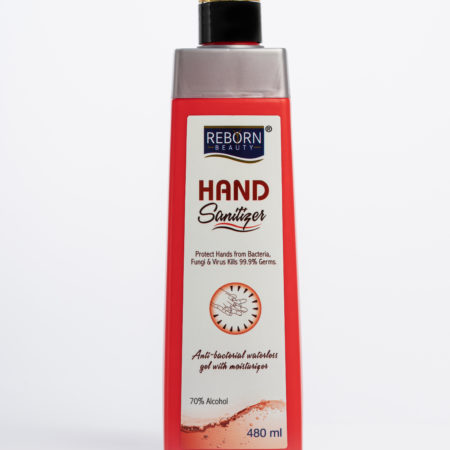 REBORN®
BEAUTY
HAND
Sanitizer
Protect Hands from Bacteria,
Fungi & Virus Kills 99.9% Germs.
Anti-bacterial waterless
gel with moisturizer
70% Alcohol
480 ml